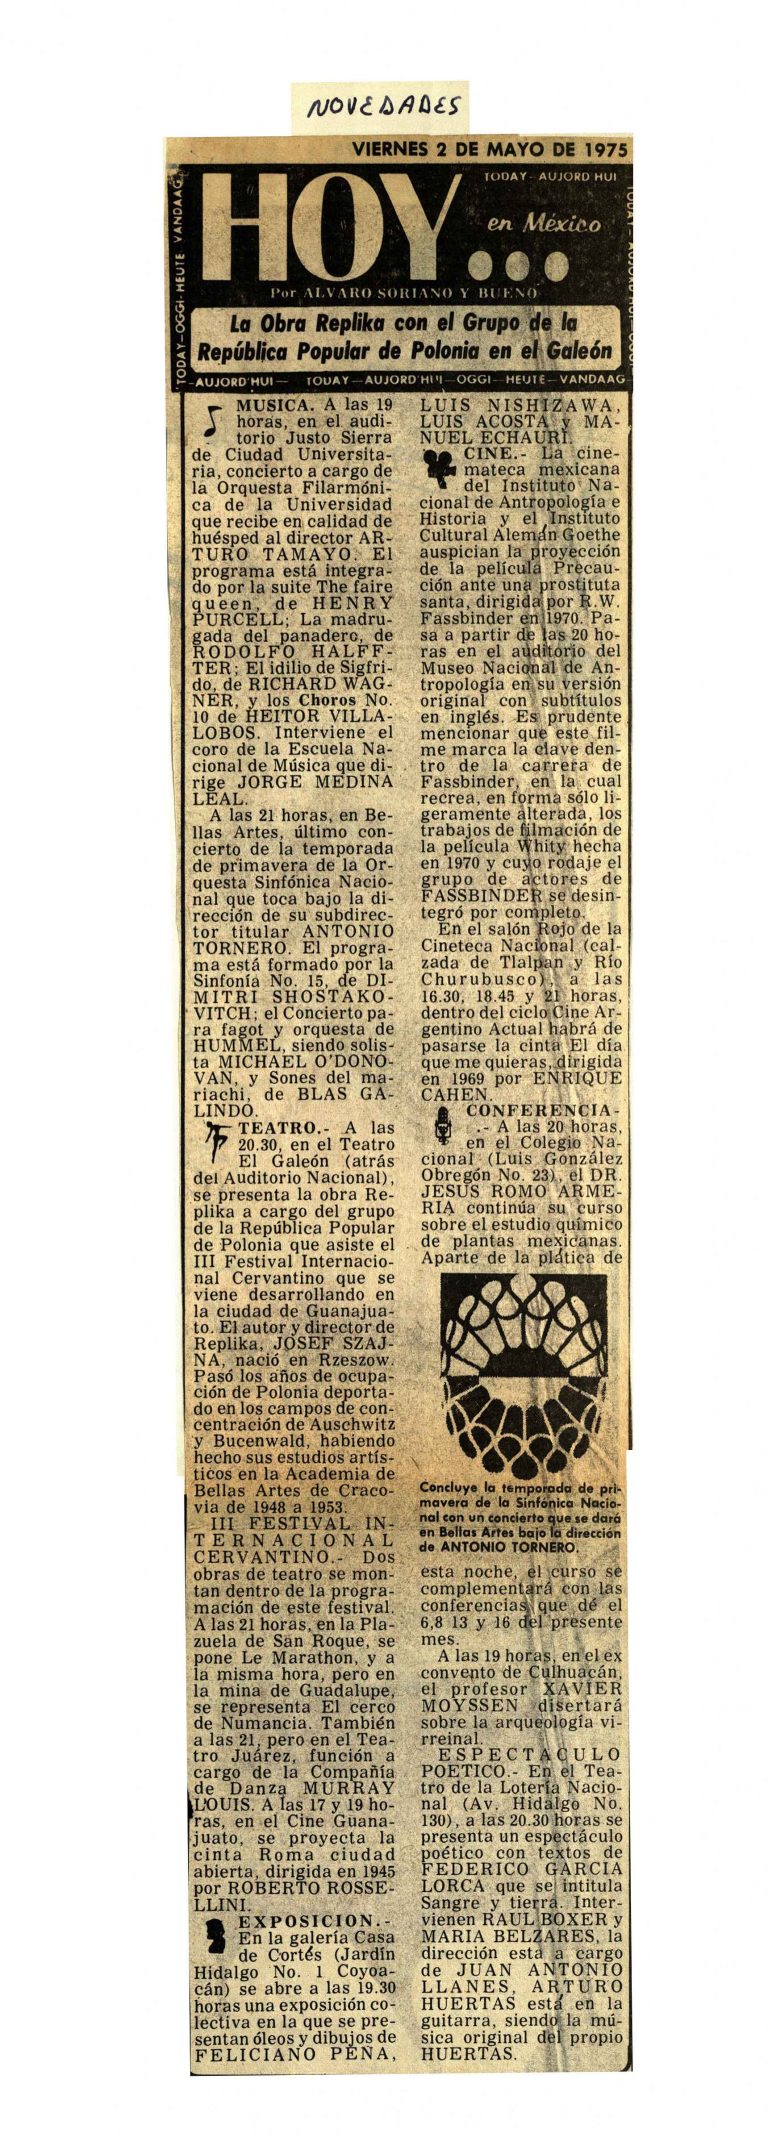 NOVEDADES
VIERNES 2 DE MAYO DE 1975
TODAY - AUJORD HUI
HOY...
en México
Por ALVARO SORIANO Y BUENO
TODAY-OGGI-HEUTE VANDAAG
La Obra Replika con el Grupo de la
República Popular de Polonia en el Galeón
-AUJORD'HUI- TODAY-AUJORD'HUI-OGGI-HEUTE-VANDAAG
MUSICA. A las 19
horas, en el audi-
torio Justo Sierra
de Ciudad Universita-
ria, concierto a cargo de
la Orquesta Filarmóni-
ca de la Universidad
que recibe en calidad de
huésped al director AR-
TURO TAMAYO. El
programa está integra-
do por la suite The faire
queen, de HENRY
PURCELL; La madru-
gada del panadero, de
RODOLFO HALFF-
TER; El idilio de Sigfri-
do, de RICHARD WAG-
NER, y los Choros No.
10 de HEITOR VILLA-
LOBOS. Interviene el
coro de la Escuela Na-
cional de Música que di-
rige JORGE MEDINA
LEAL.
A las 21 horas, en Be-
llas Artes, último con-
cierto de la temporada
de primavera de la Or-
questa Sinfónica Nacio-
nal que toca bajo la di-
rección de su subdirec-
tor titular ANTONIO
TORNERO. El progra-
ma está formado por la
Sinfonía No. 15, de DI-
MITRI SHOSTAKO-
VITCH; el Concierto pa-
ra fagot y orquesta de
HUMMEL, siendo solis-
ta MICHAEL O'DONO-
VAN, y Sones del ma-
riachi, de BLAS GA-
LINDO.
TEATRO.- A las
20.30, en el Teatro
El Galeón (atrás
del Auditorio Nacional),
se presenta la obra Re-
plika a cargo del grupo
de la República Popular
de Polonia que asiste el
III Festival Internacio-
nal Cervantino que se
viene desarrollando en
la ciudad de Guanajua-
to. El autor y director de
Replika, JOSEF SZAJ-
NA, nació en Rzeszow.
Pasó los años de ocupa-
ción de Polonia deporta-
do en los campos de con-
centración de Auschwitz
y Bucenwald, habiendo
hecho sus estudios artís-
ticos en la Academia de
Bellas Artes de Craco-
via de 1948 a 1953.
III FESTIVAL IN-
TERNACIONAL
CERVANTINO.- Dos
obras de teatro se mon-
tan dentro de la progra-
mación de este festival.
A las 21 horas, en la Pla-
zuela de San Roque, se
pone Le Marathon, y a
la misma hora, pero en
la mina de Guadalupe,
se representa El cerco
de Numancia. También
a las 21, pero en el Tea-
tro Juárez, función a
cargo de la Compañía
de Danza MURRAY
LOUIS. A las 17 y 19 ho-
ras, en el Cine Guana-
juato, se proyecta la
cinta Roma ciudad
abierta, dirigida en 1945
por ROBERTO ROSSE-
LLINI.
EXPOSICION.-
En la galería Casa
de Cortés (Jardín
Hidalgo No. 1 Coyoa-
cán) se abre a las 19.30
horas una exposición co-
lectiva en la que se pre-
sentan óleos y dibujos de
FELICIANO PEÑA,
LUIS NISHIZAWA,
LUIS ACOSTA y MA-
NUEL ECHAURI.
CINE.- La cine-
mateca mexicana
del Instituto Na-
cional de Antropología e
Historia y el Instituto
Cultural Alemán Goethe
auspician la proyección
de la película Precau-
ción ante una prostituta
santa, dirigida por R.W.
Fassbinder en 1970. Pa-
sa a partir de las 20 ho-
ras en el auditorio del
Museo Nacional de An-
tropología en su versión
original con subtítulos
en inglés. Es prudente
mencionar que este fil-
me marca la clave den-
tro de la carrera de
Fassbinder, en la cual
recrea, en forma sólo li-
geramente alterada, los
trabajos de filmación de
la película Whity hecha
en 1970 y cuyo rodaje el
grupo de actores de
FASSBINDER se desin-
tegró por completo.
En el salón Rojo de la
Cineteca Nacional (cal-
zada de Tlalpan y Río
Churubusco), a las
16.30, 18.45 y 21 horas,
dentro del ciclo Cine Ar-
gentino Actual habrá de
pasarse la cinta El día
que me quieras, dirigida
en 1969 por ENRIQUE
CAHEN.
CONFERENCIA-
.- A las 20 horas,
en el Colegio Na-
cional (Luis González
Obregón No. 23), el DR.
JESUS ROMO ARME-
RIA continúa su curso
sobre el estudio químico
de plantas mexicanas.
Aparte de la plática de
Concluye la temporada de pri-
mavera de la Sinfónica Nacio-
nal con un concierto que se dará
en Bellas Artes bajo la dirección
de ANTONIO TORNERO.
esta noche, el curso se
complementará con las
conferencias que dé el
6,8 13 y 16 del presente
mes.
A las 19 horas, en el ex
convento de Culhuacán,
el profesor XAVIER
MOYSSEN disertará
sobre la arqueología vi-
rreinal.
ESPECTACULO
POETICO.- En el Tea-
tro de la Lotería Nacio-
nal (Av. Hidalgo No.
130), a las 20.30 horas se
presenta un espectáculo
poético con textos de
FEDERICO GARCIA
LORCA que se intitula
Sangre y tierra. Inter-
vienen RAUL BOXER y
MARIA BELZARES, la
dirección está a cargo
de JUAN ANTONIO
LLANES, ARTURO
HUERTAS está en la
guitarra, siendo la mú-
sica original del propio
HUERTAS.